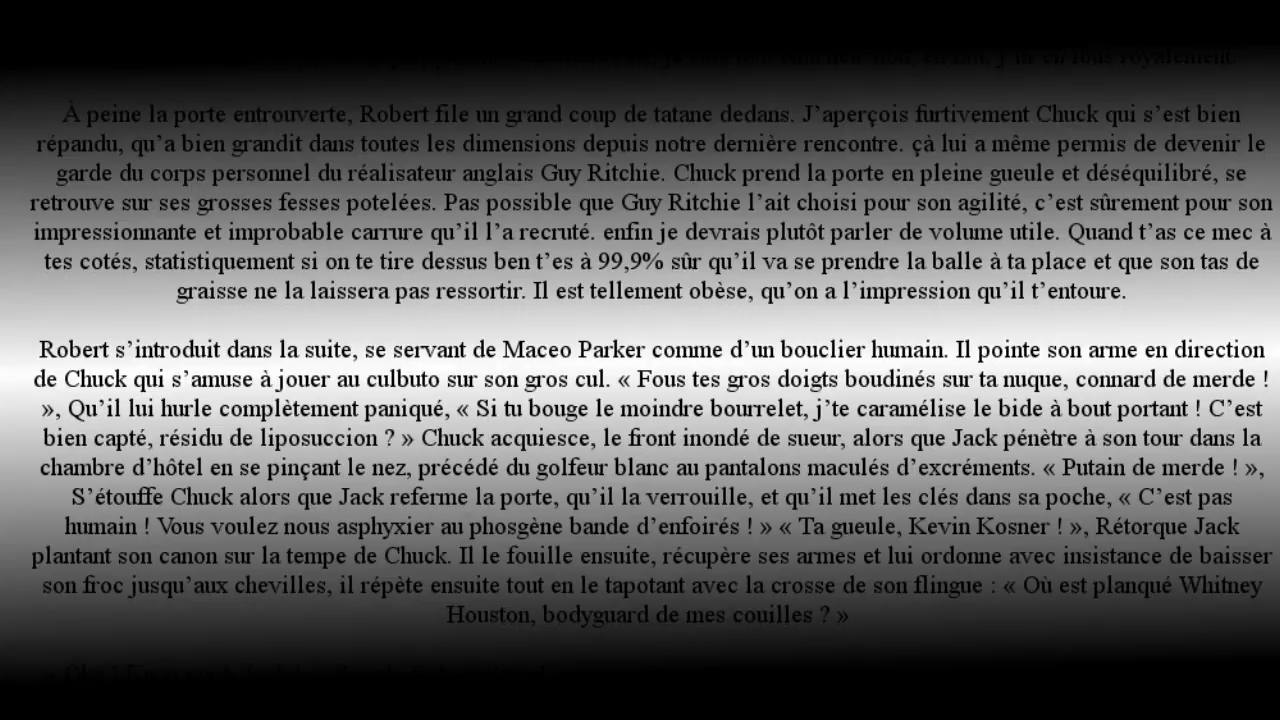 j'm en fous royalement.
À peine la porte entrouverte, Robert file un grand coup de tatane dedans. J’aperçois furtivement Chuck qui s’est bien
répandu, qu’a bien grandit dans toutes les dimensions depuis notre dernière rencontre. çà lui a même permis de devenir le
garde du corps personnel du réalisateur anglais Guy Ritchie. Chuck prend la porte en pleine gueule et déséquilibré, se
retrouve sur ses grosses fesses potelées. Pas possible que Guy Ritchie l’ait choisi pour son agilité, c’est sûrement pour son
impressionnante et improbable carrure qu’il l’a recruté. enfin je devrais plutôt parler de volume utile. Quand t’as ce mec à
tes cotés, statistiquement si on te tire dessus ben t’es à 99,9% sûr qu’il va se prendre la balle à ta place et que son tas de
graisse ne la laissera pas ressortir. Il est tellement obèse, qu’on a l’impression qu’il t’entoure.
Robert s’introduit dans la suite, se servant de Maceo Parker comme d’un bouclier humain. Il pointe son arme en direction
de Chuck qui s’amuse à jouer au culbuto sur son gros cul. « Fous tes gros doigts boudinés sur ta nuque, connard de merde !
», Qu’il lui hurle complètement paniqué, « Si tu bouge le moindre bourrelet, j’te caramélise le bide à bout portant ! C’est
bien capté, résidu de liposuccion ? » Chuck acquiesce, le front inondé de sueur, alors que Jack pénètre à son tour dans la
chambre d’hôtel en se pinçant le nez, précédé du golfeur blanc au pantalons maculés d’excréments. « Putain de merde ! »,
S’étouffe Chuck alors que Jack referme la porte, qu’il la verrouille, et qu’il met les clés dans sa poche, « C’est pas
humain ! Vous voulez nous asphyxier au phosgène bande d’enfoirés ! » « Ta gueule, Kevin Kosner ! », Rétorque Jack
plantant son canon sur la tempe de Chuck. Il le fouille ensuite, récupère ses armes et lui ordonne avec insistance de baisser
son froc jusqu’aux chevilles, il répète ensuite tout en le tapotant avec la crosse de son flingue : « Où est planqué Whitney
Houston, bodyguard de mes couilles ? »